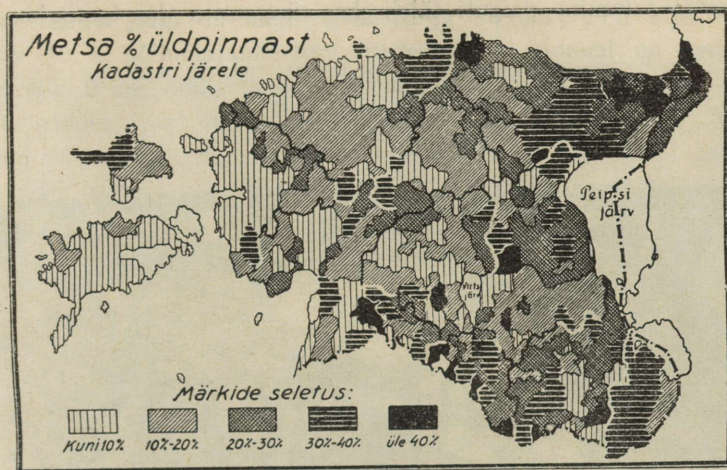 Metsa % üldpinnast
Kadastri järele
Peipsi
järv
Virts
järv
Märkide seletus:
Kuni 10%
10%-20%
20%-30%
30%-40%
üle 40%